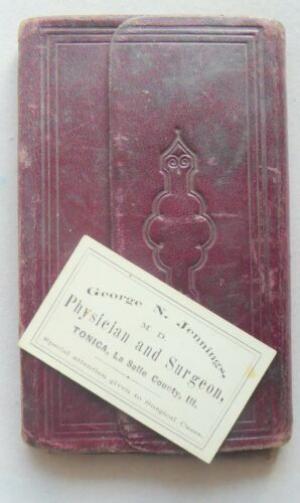 George N. Jennings,
M D.
Physician and Surgeon,
TONICA, La Salle County, Ill.
Special attention given to Surgical Cases.